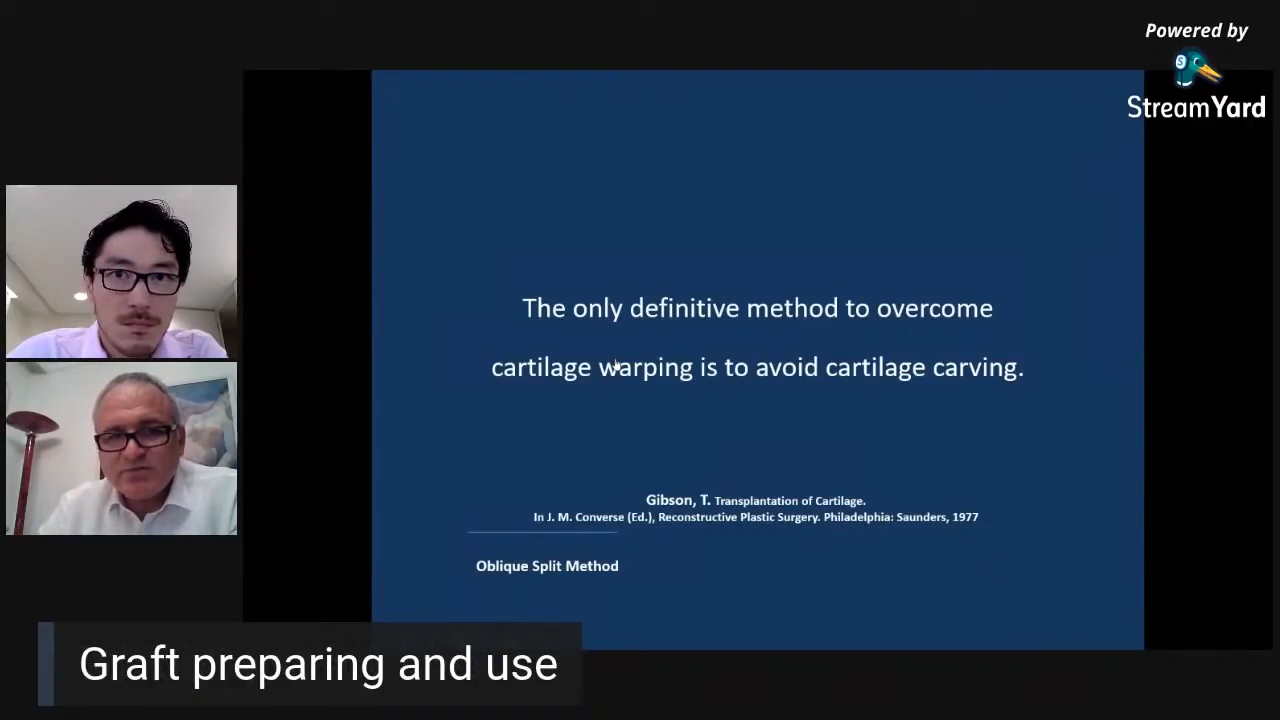 Powered by
StreamYard
The only definitive method to overcome
cartilage warping is to avoid cartilage carving.
Gibson, T. Transplantation of Cartilage.
In J. M. Converse (Ed.), Reconstructive Plastic Surgery. Philadelphia: Saunders, 1977
Oblique Split Method
Graft preparing and use